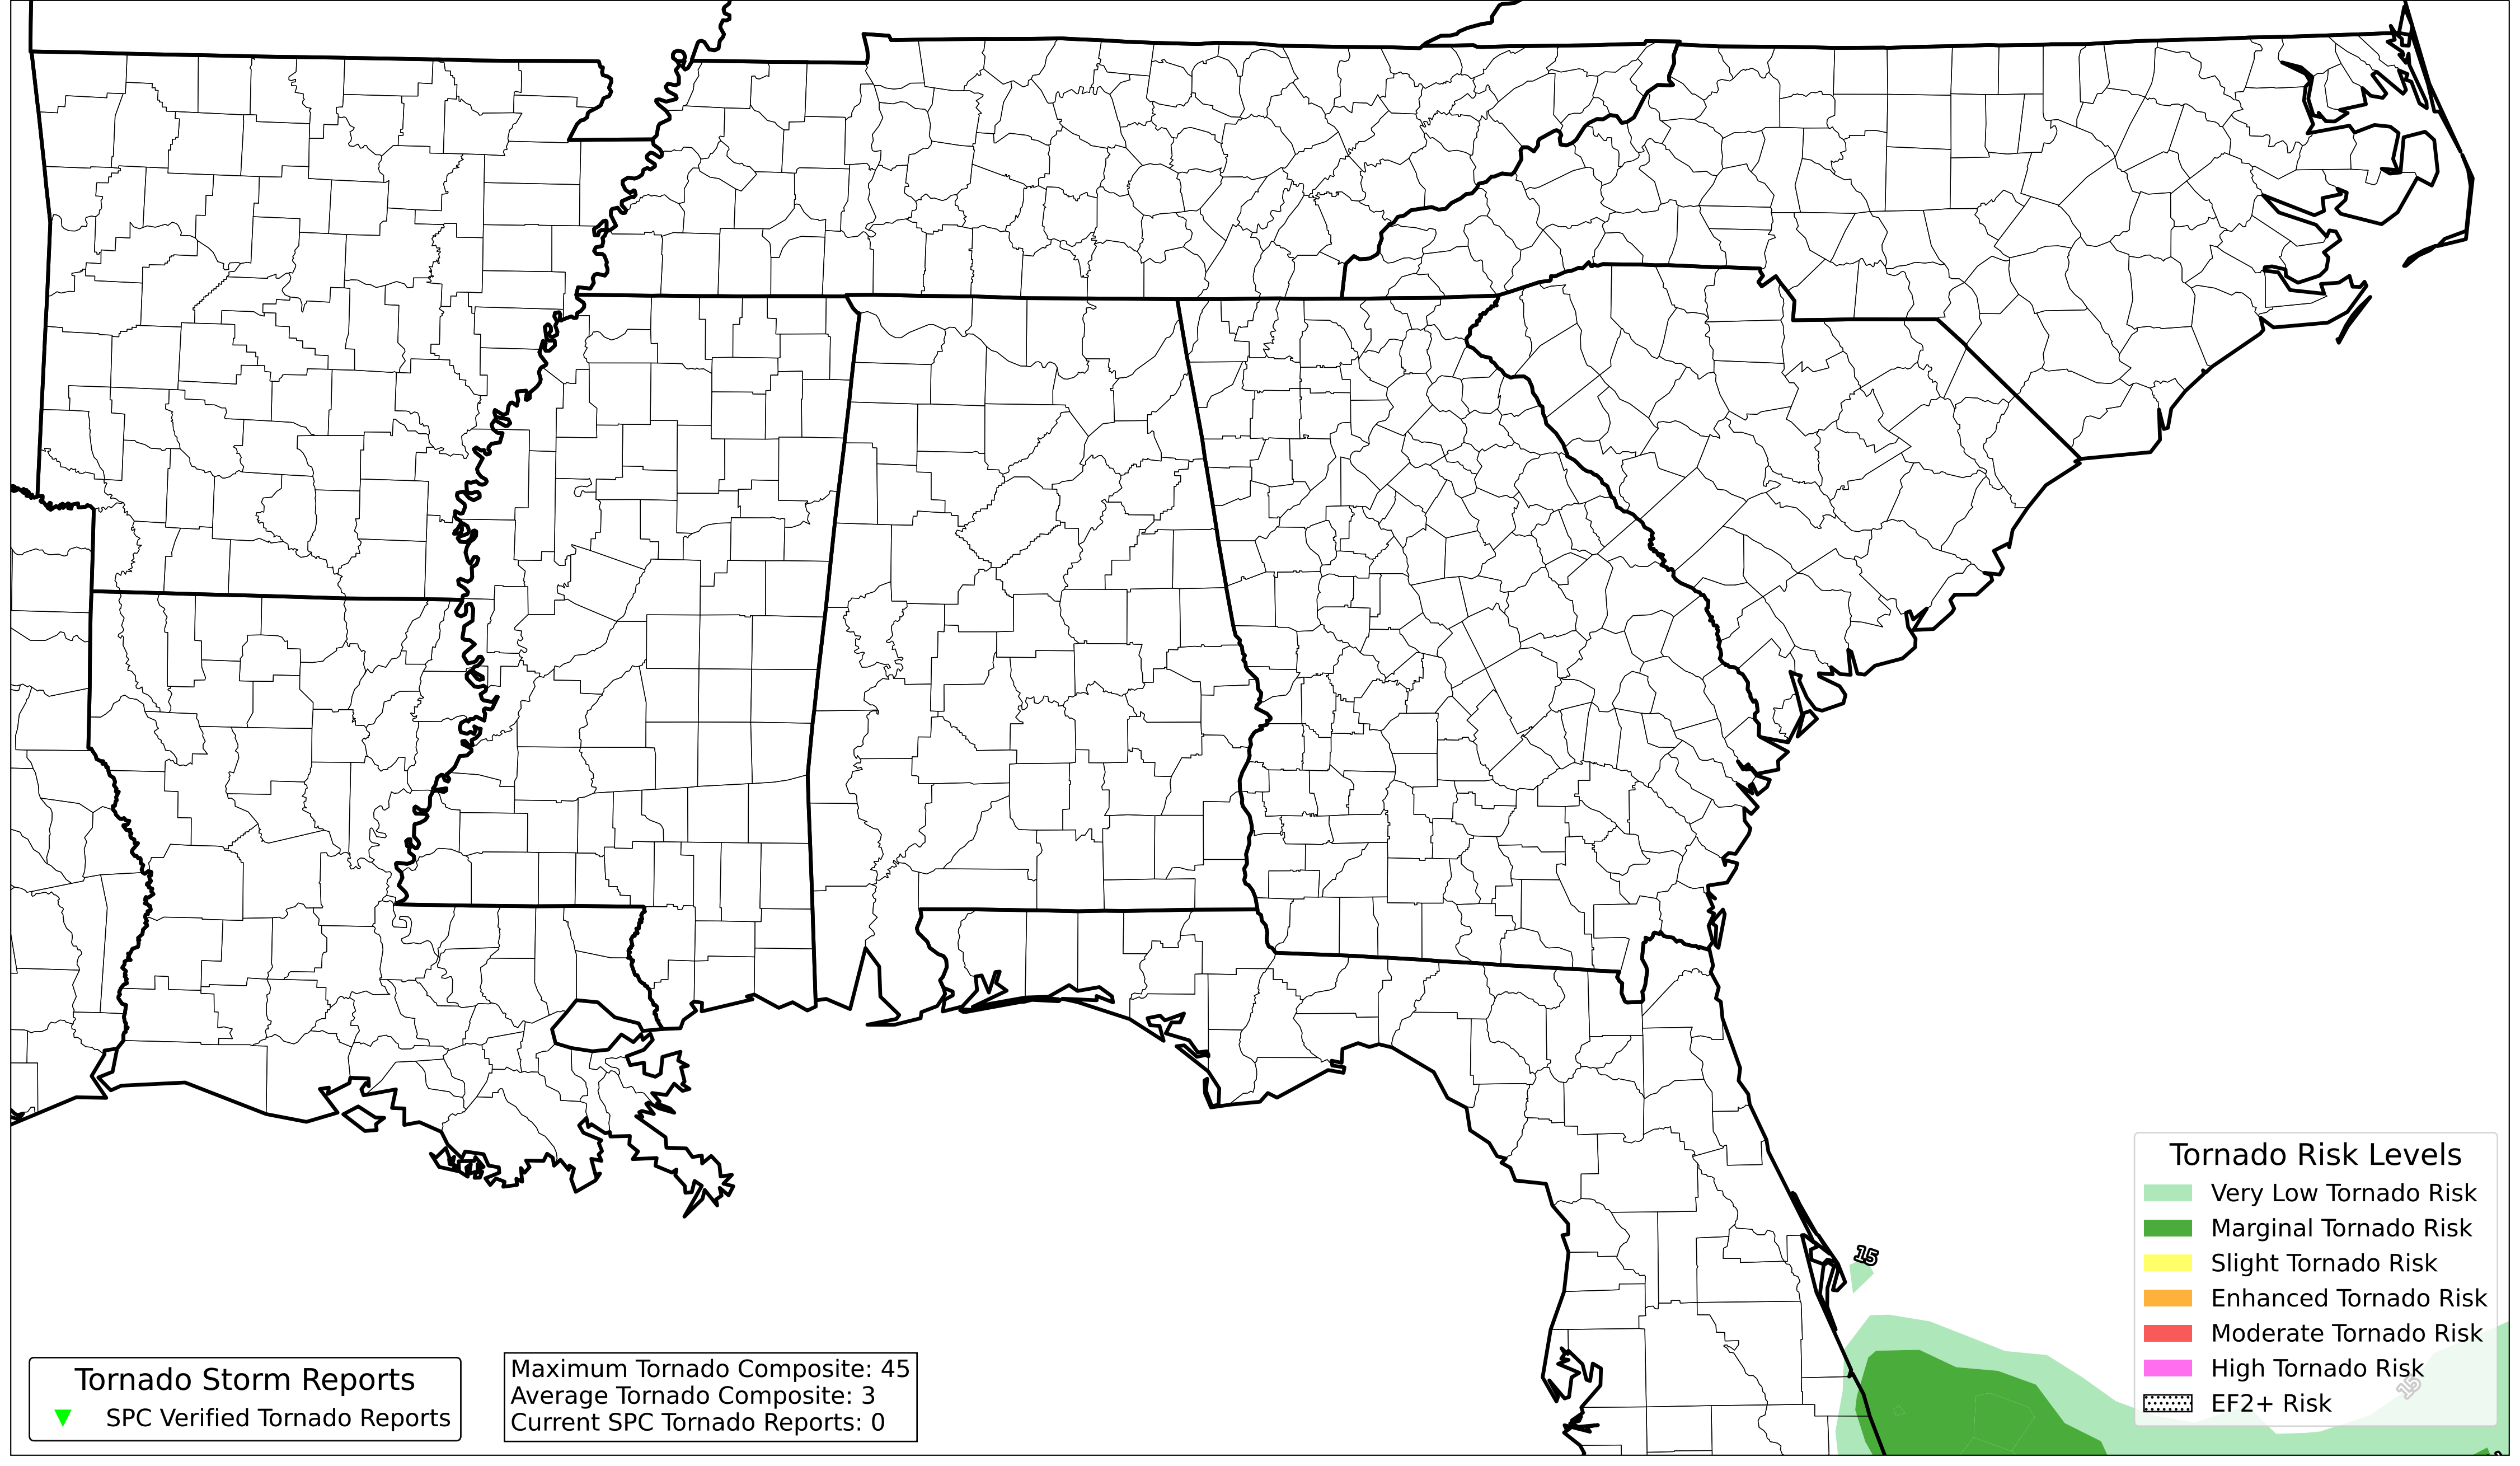 15
Tornado Risk Levels
Very Low Tornado Risk
Marginal Tornado Risk
Slight Tornado Risk
Enhanced Tornado Risk
Moderate Tornado Risk
High Tornado Risk
15
EF2+ Risk
Tornado Storm Reports
SPC Verified Tornado Reports
Maximum Tornado Composite: 45
Average Tornado Composite: 3
Current SPC Tornado Reports: 0